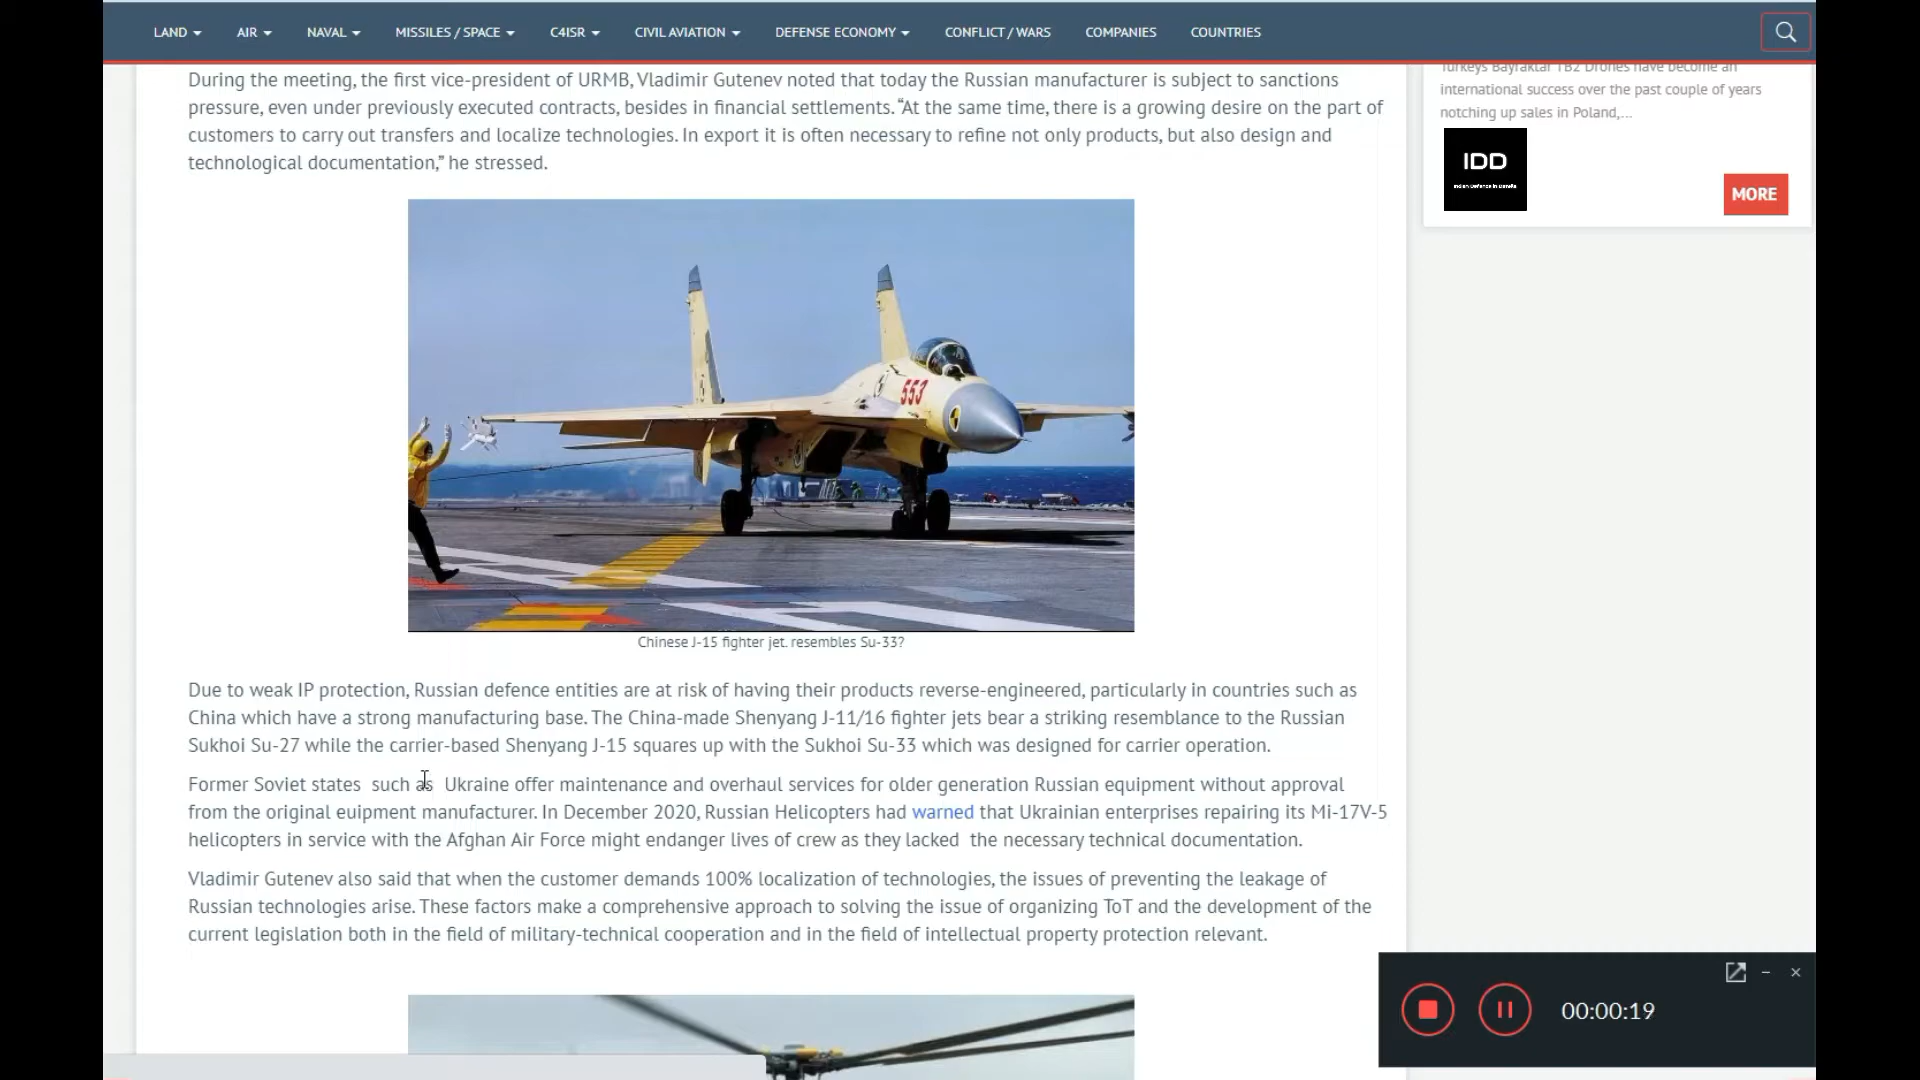 LAND AIR NAVAL MISSILES / SPACE C4ISR CIVIL AVIATION DEFENSE ECONOMY CONFLICT / WARS COMPANIES COUNTRIES
During the meeting, the first vice-president of URMB, Vladimir Gutenev noted that today the Russian manufacturer is subject to sanctions
pressure, even under previously executed contracts, besides in financial settlements. “At the same time, there is a growing desire on the part of
customers to carry out transfers and localize technologies. In export it is often necessary to refine not only products, but also design and
technological documentation,” he stressed.
553
Chinese J-15 fighter jet. resembles Su-33?
Due to weak IP protection, Russian defence entities are at risk of having their products reverse-engineered, particularly in countries such as
China which have a strong manufacturing base. The China-made Shenyang J-11/16 fighter jets bear a striking resemblance to the Russian
Sukhoi Su-27 while the carrier-based Shenyang J-15 squares up with the Sukhoi Su-33 which was designed for carrier operation.
Former Soviet states such as Ukraine offer maintenance and overhaul services for older generation Russian equipment without approval
from the original euipment manufacturer. In December 2020, Russian Helicopters had warned that Ukrainian enterprises repairing its Mi-17V-5
helicopters in service with the Afghan Air Force might endanger lives of crew as they lacked the necessary technical documentation.
Vladimir Gutenev also said that when the customer demands 100% localization of technologies, the issues of preventing the leakage of
Russian technologies arise. These factors make a comprehensive approach to solving the issue of organizing ToT and the development of the
current legislation both in the field of military-technical cooperation and in the field of intellectual property protection relevant.
Turkeys Bayraktar TB2 Drones have become an
international success over the past couple of years
notching up sales in Poland,...
IDD
Indian Defence in Details
MORE
00:00:19